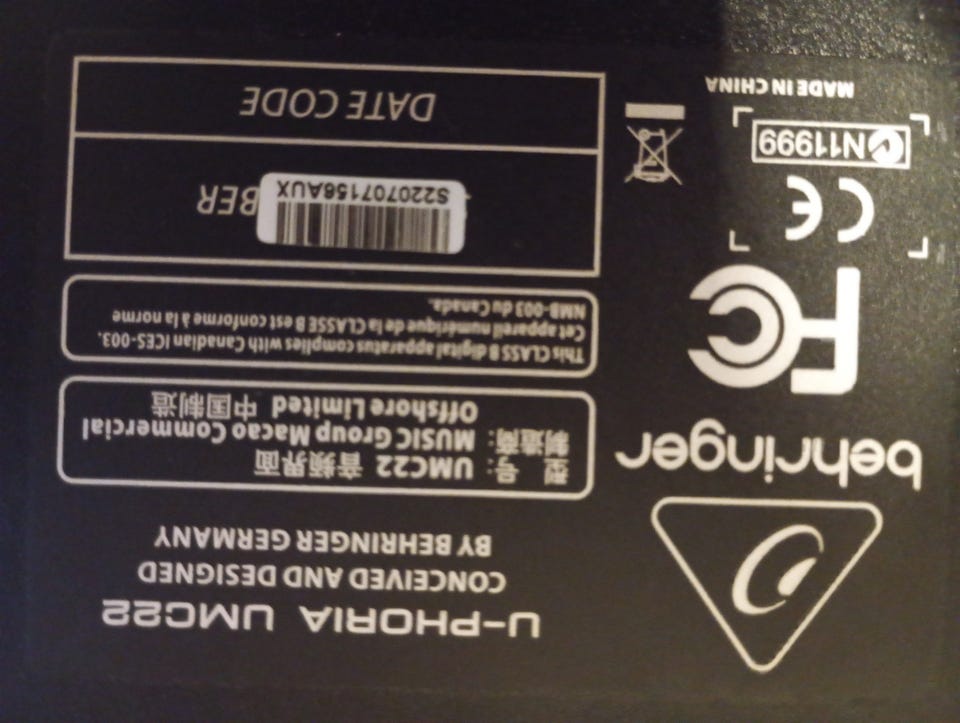 U-PHORIA UMC22
CONCEIVED AND DESIGNED
BY BEHRINGER GERMANY
behringer
型 号: UMC22 音频界面
制造商: MUSIC Group Macao Commercial
Offshore Limited 中国制造
This CLASS B digital apparatus complies with Canadian ICES-003.
Cet appareil numérique de la CLASSE B est conforme à la norme
NMB-003 du Canada.
FC
CE
N11999
MADE IN CHINA
S220707156AUX
BER
DATE CODE